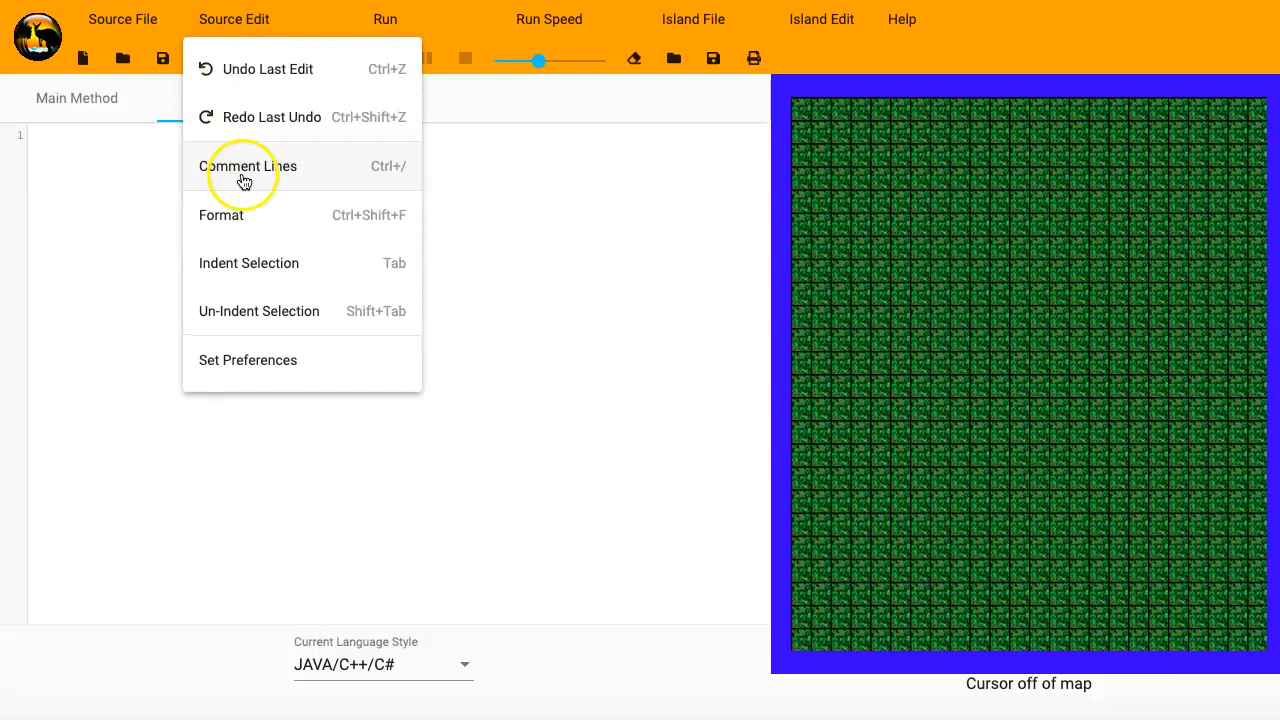 Source File Source Edit Run Run Speed Island File Island Edit Help
Main Method
1
Undo Last Edit Ctrl+Z
Redo Last Undo Ctrl+Shift+Z
Comment Lines Ctrl+/
Format Ctrl+Shift+F
Indent Selection Tab
Un-Indent Selection Shift+Tab
Set Preferences
Current Language Style
JAVA/C++/C#
Cursor off of map